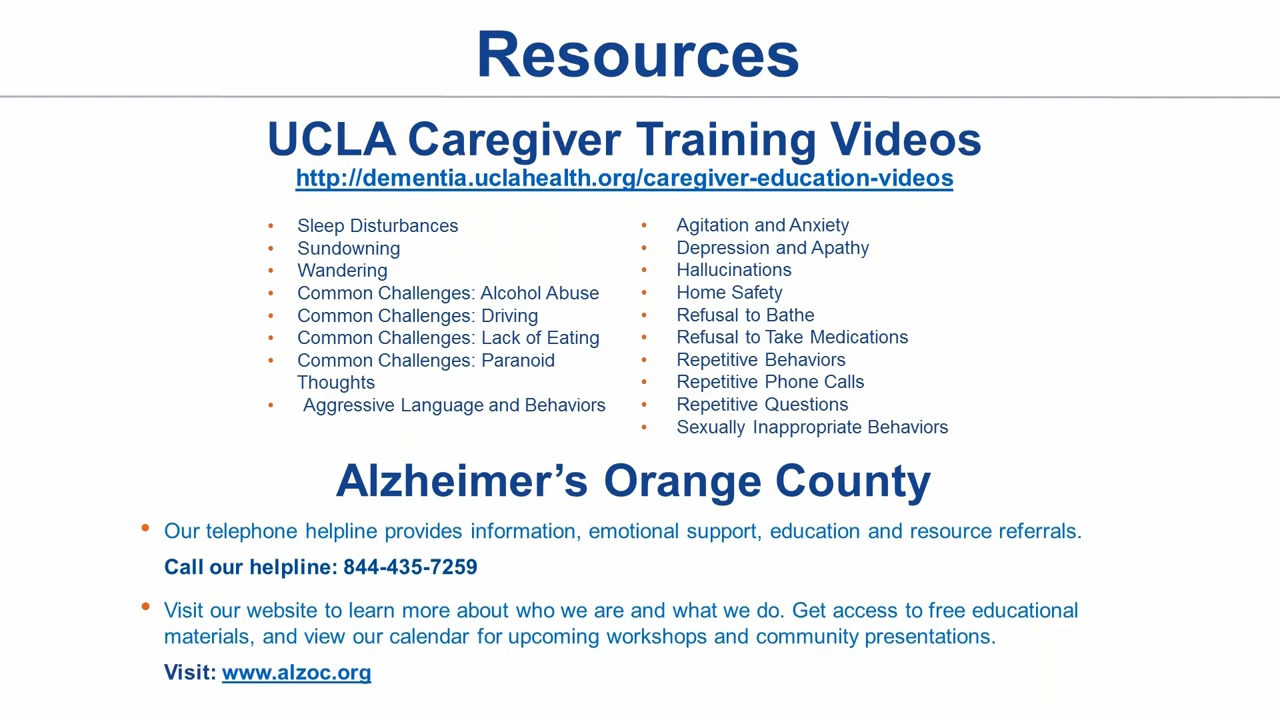 Resources
UCLA Caregiver Training Videos
http://dementia.uclahealth.org/caregiver-education-videos
• Sleep Disturbances
• Sundowning
• Wandering
• Common Challenges: Alcohol Abuse
• Common Challenges: Driving
• Common Challenges: Lack of Eating
• Common Challenges: Paranoid
Thoughts
• Aggressive Language and Behaviors
• Agitation and Anxiety
• Depression and Apathy
• Hallucinations
• Home Safety
• Refusal to Bathe
• Refusal to Take Medications
• Repetitive Behaviors
• Repetitive Phone Calls
• Repetitive Questions
• Sexually Inappropriate Behaviors
Alzheimer’s Orange County
• Our telephone helpline provides information, emotional support, education and resource referrals.
Call our helpline: 844-435-7259
• Visit our website to learn more about who we are and what we do. Get access to free educational
materials, and view our calendar for upcoming workshops and community presentations.
Visit: www.alzoc.org